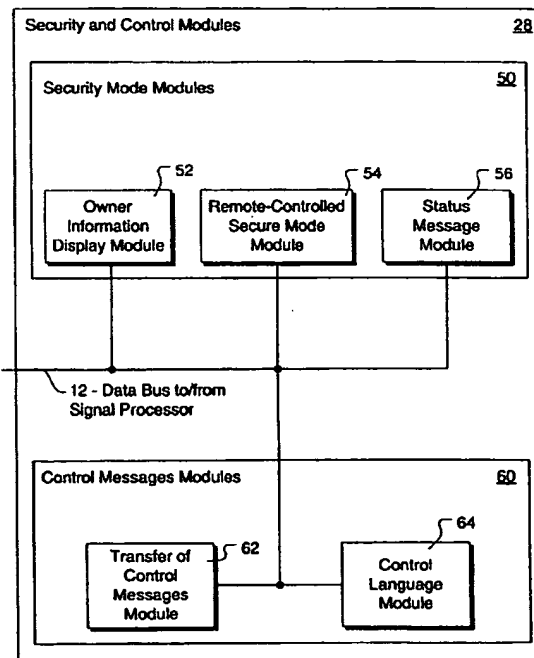 Security and Control Modules 28
Security Mode Modules 50
52
54
56
Owner
Information
Display Module
Remote-Controlled
Secure Mode
Module
Status
Message
Module
12 - Data Bus to/from
Signal Processor
Control Messages Modules 60
62
64
Transfer of
Control
Messages
Module
Control
Language
Module